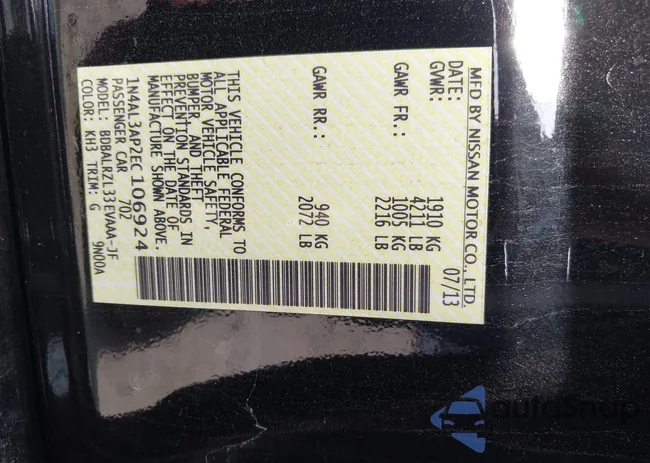 MFD BY NISSAN MOTOR CO., LTD.
DATE: 07/13
GVWR: 1910 KG
4211 LB
GAWR FR.: 1005 KG
2216 LB
GAWR RR.: 940 KG
2072 LB
THIS VEHICLE CONFORMS TO
ALL APPLICABLE FEDERAL
MOTOR VEHICLE SAFETY,
BUMPER, AND THEFT
PREVENTION STANDARDS IN
EFFECT ON THE DATE OF
MANUFACTURE SHOWN ABOVE.
1N4AL3AP2EC106924
PASSENGER CAR 702
MODEL: BDBALRZL33EVAAA-JF
COLOR: KH3 TRIM: G 9N00A
autoSnap